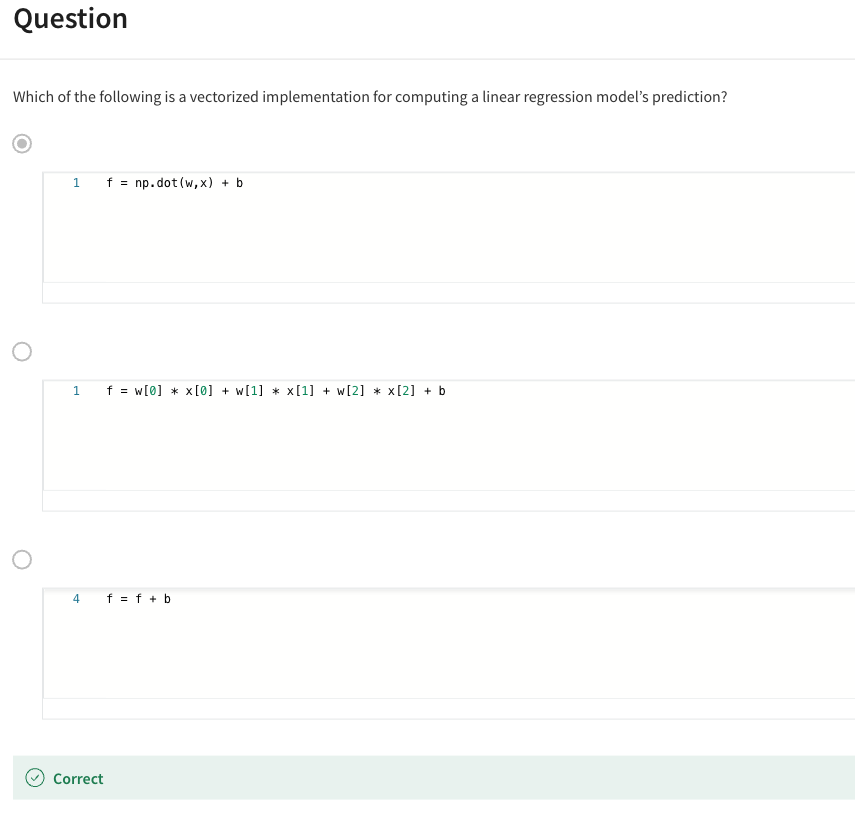 Question
Which of the following is a vectorized implementation for computing a linear regression model’s prediction?
1 f = np.dot(w,x) + b
1 f = w[0] * x[0] + w[1] * x[1] + w[2] * x[2] + b
4 f = f + b
Correct